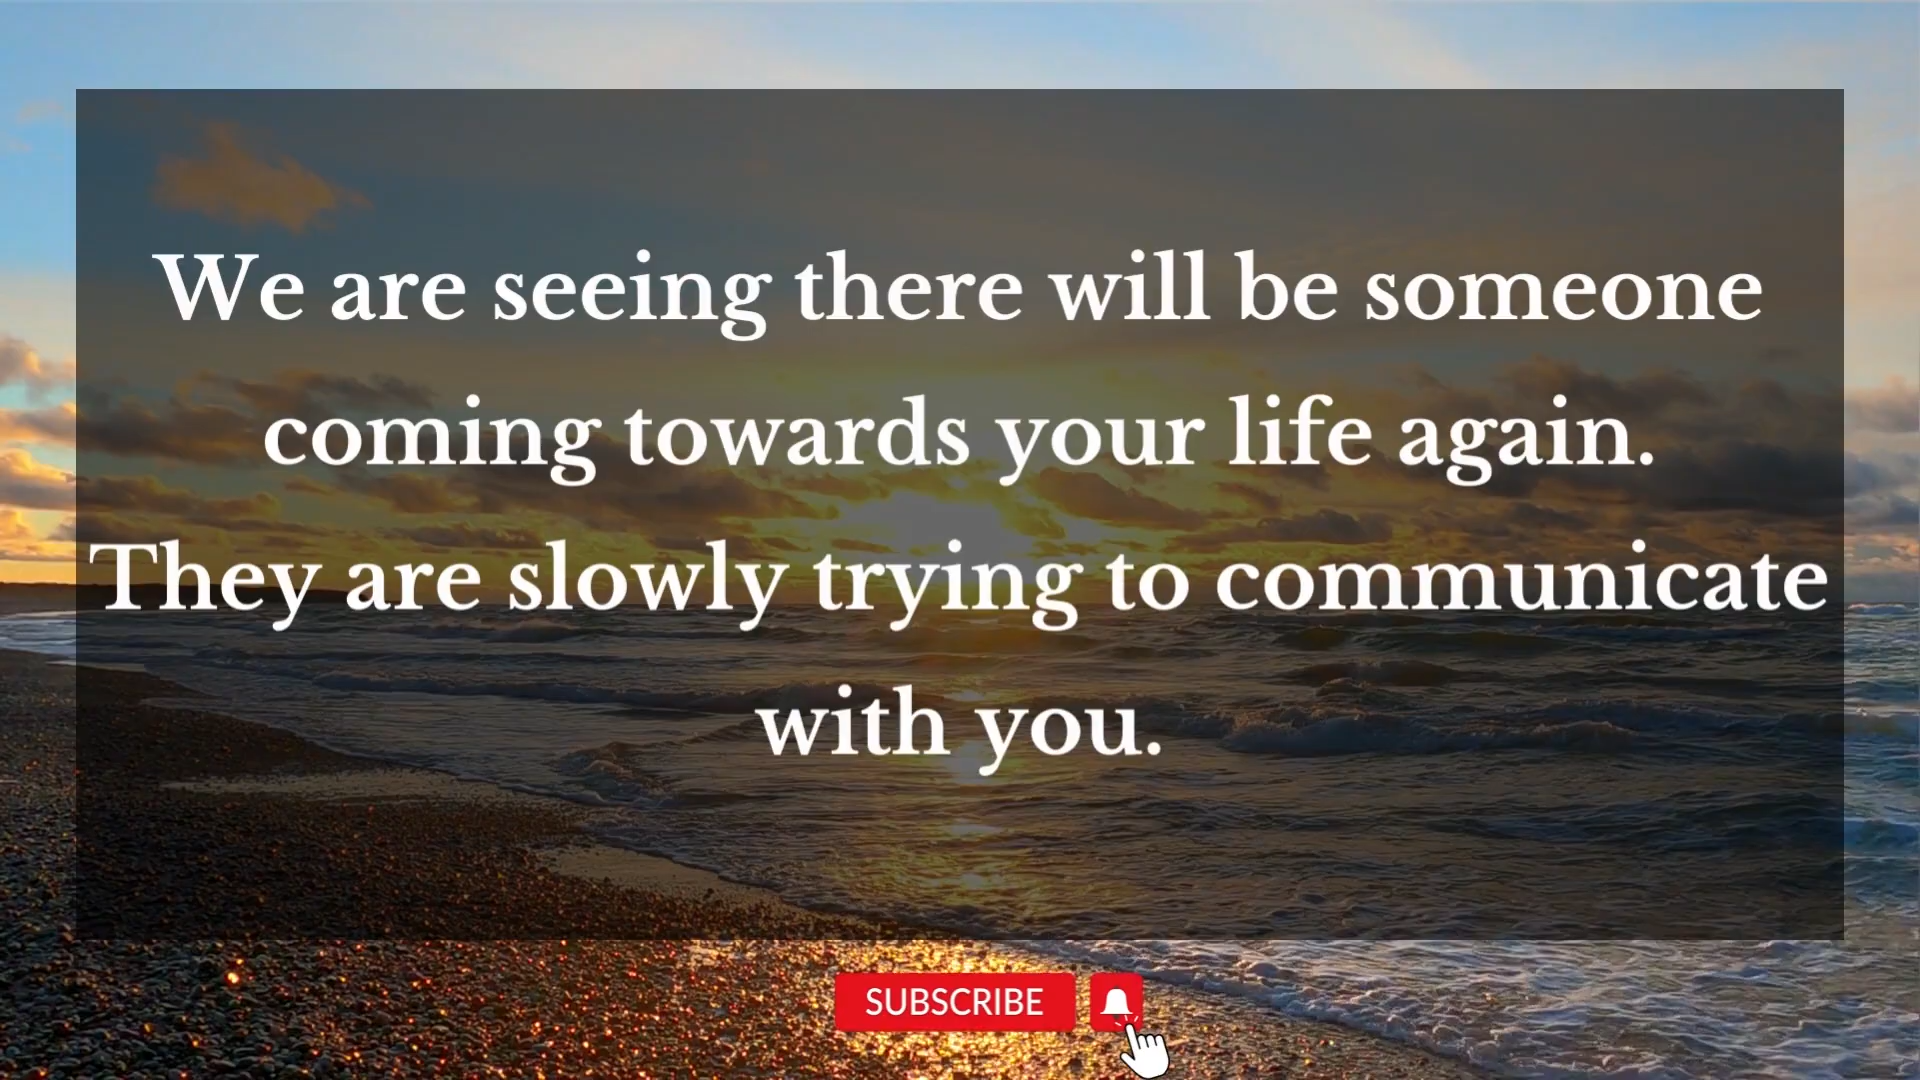 We are seeing there will be someone
coming towards your life again.
They are slowly trying to communicate
with you.
SUBSCRIBE